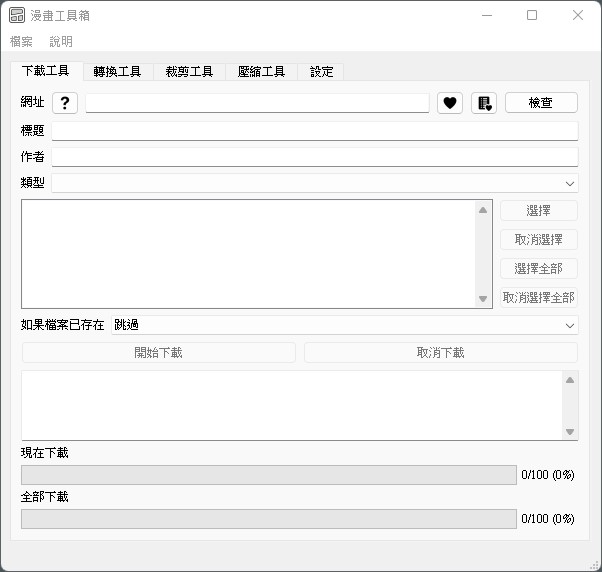 漫畫工具箱
檔案 說明
下載工具 轉換工具 裁剪工具 壓縮工具 設定
網址 ? 檢查
標題
作者
類型
選擇
取消選擇
選擇全部
取消選擇全部
如果檔案已存在 跳過
開始下載 取消下載
現在下載
0/100 (0%)
全部下載
0/100 (0%)